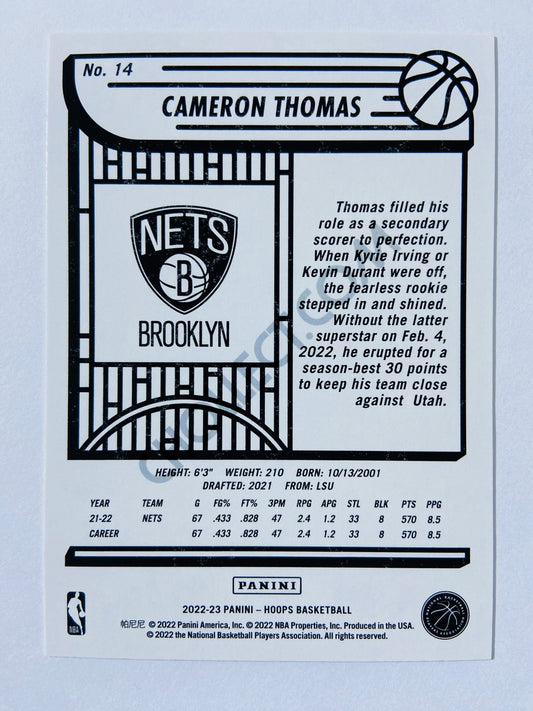 No. 14
CAMERON THOMAS
NETS
B
BROOKLYN
Thomas filled his
role as a secondary
scorer to perfection.
When Kyrie Irving or
Kevin Durant were off,
the fearless rookie
stepped in and shined.
Without the latter
superstar on Feb. 4,
2022, he erupted for a
season-best 30 points
to keep his team close
against Utah.
HEIGHT: 6'3" WEIGHT: 210 BORN: 10/13/2001
DRAFTED: 2021 FROM: LSU
YEAR TEAM G FG% FT% 3PM RPG APG STL BLK PTS PPG
21-22 NETS 67 .433 .828 47 2.4 1.2 33 8 570 8.5
CAREER 67 .433 .828 47 2.4 1.2 33 8 570 8.5
PANINI
2022-23 PANINI – HOOPS BASKETBALL
帕尼尼 © 2022 Panini America, Inc. © 2022 NBA Properties, Inc. Produced in the USA.
© 2022 the National Basketball Players Association. All rights reserved.
NBA
NATIONAL BASKETBALL
PLAYERS ASSOCIATION